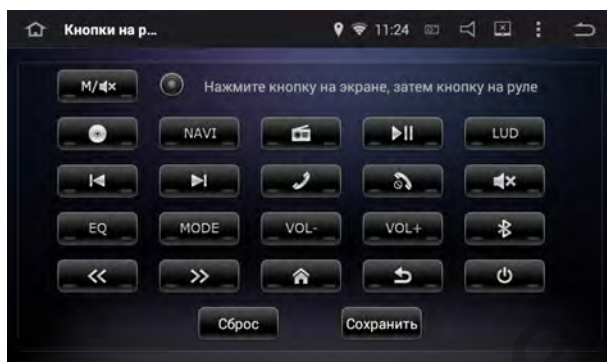 Кнопки на р... 11:24
M/ Нажмите кнопку на экране, затем кнопку на руле
NAVI LUD
EQ MODE VOL- VOL+
Сброс Сохранить